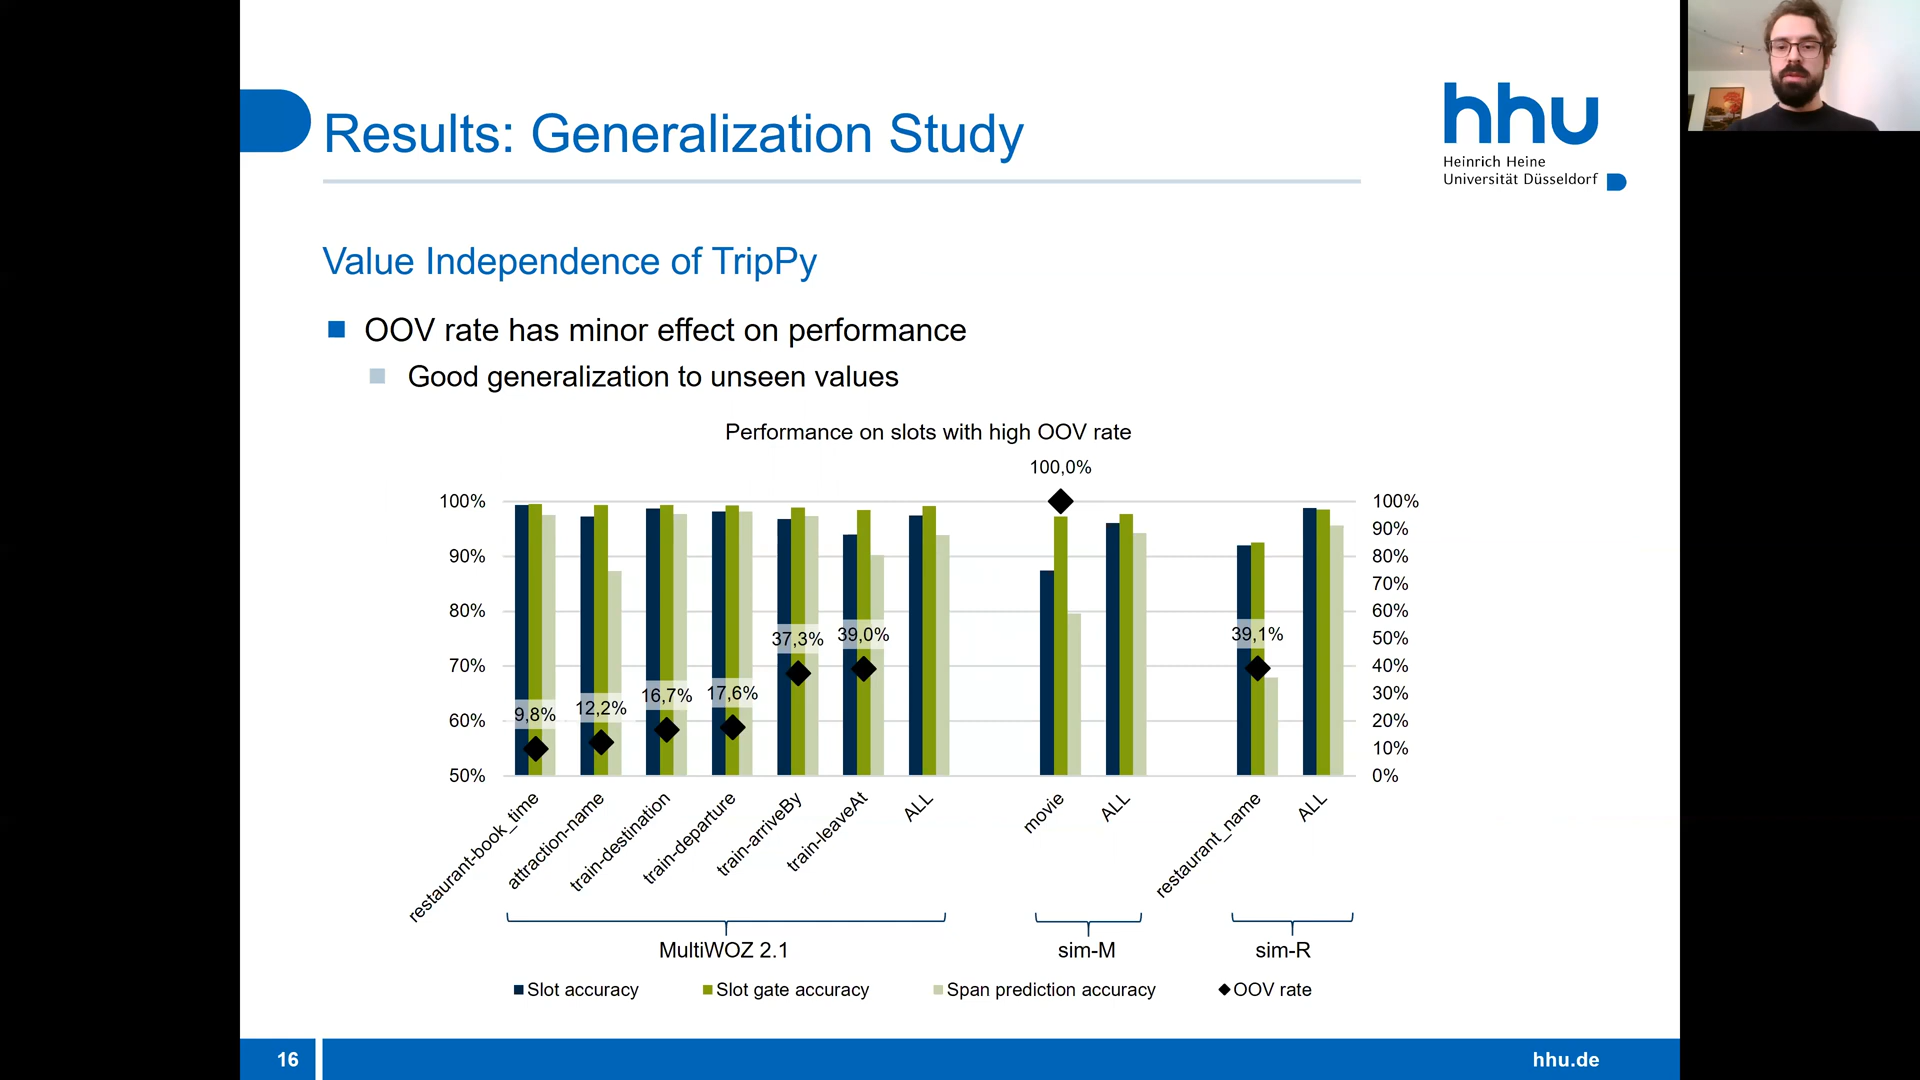 Results: Generalization Study
hhu
Heinrich Heine
Universität Düsseldorf
Value Independence of TripPy
OOV rate has minor effect on performance
Good generalization to unseen values
Performance on slots with high OOV rate
100,0%
100%
90%
80%
70%
60%
50%
100%
90%
80%
70%
60%
50%
40%
30%
20%
10%
0%
9,8%
12,2%
16,7%
17,6%
37,3%
39,0%
39,1%
restaurant-book_time
attraction-name
train-destination
train-departure
train-arriveBy
train-leaveAt
ALL
movie
ALL
restaurant_name
ALL
MultiWOZ 2.1
sim-M
sim-R
Slot accuracy
Slot gate accuracy
Span prediction accuracy
OOV rate
16
hhu.de